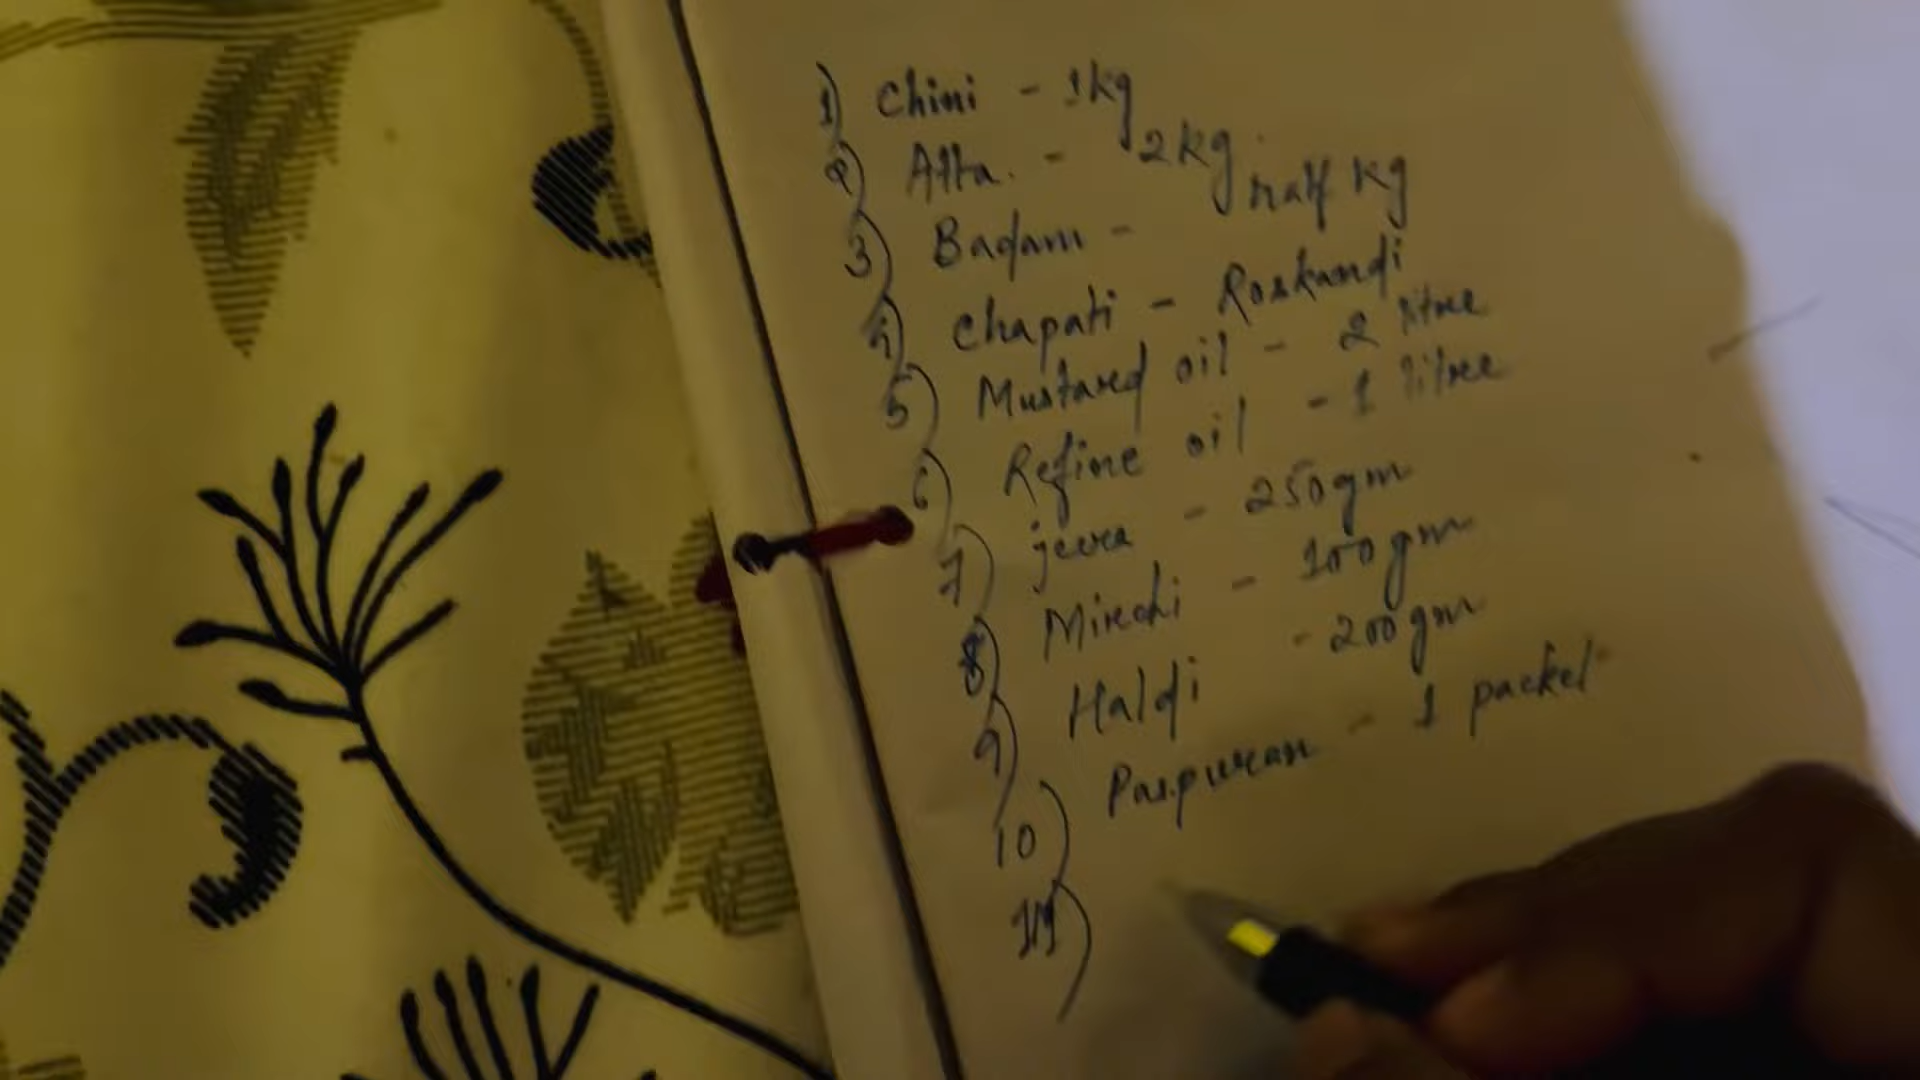 1) Chini - 1kg
2) Atta. - 2kg
3) Badam - half kg
4) Chapati - Roskandi
5) Mustard oil - 2 litre
6) Refine oil - 1 litre
7) jeera - 250gm
8) Mirchi - 100gm
9) Haldi - 200gm
10) Paspuran - 1 packet
11)